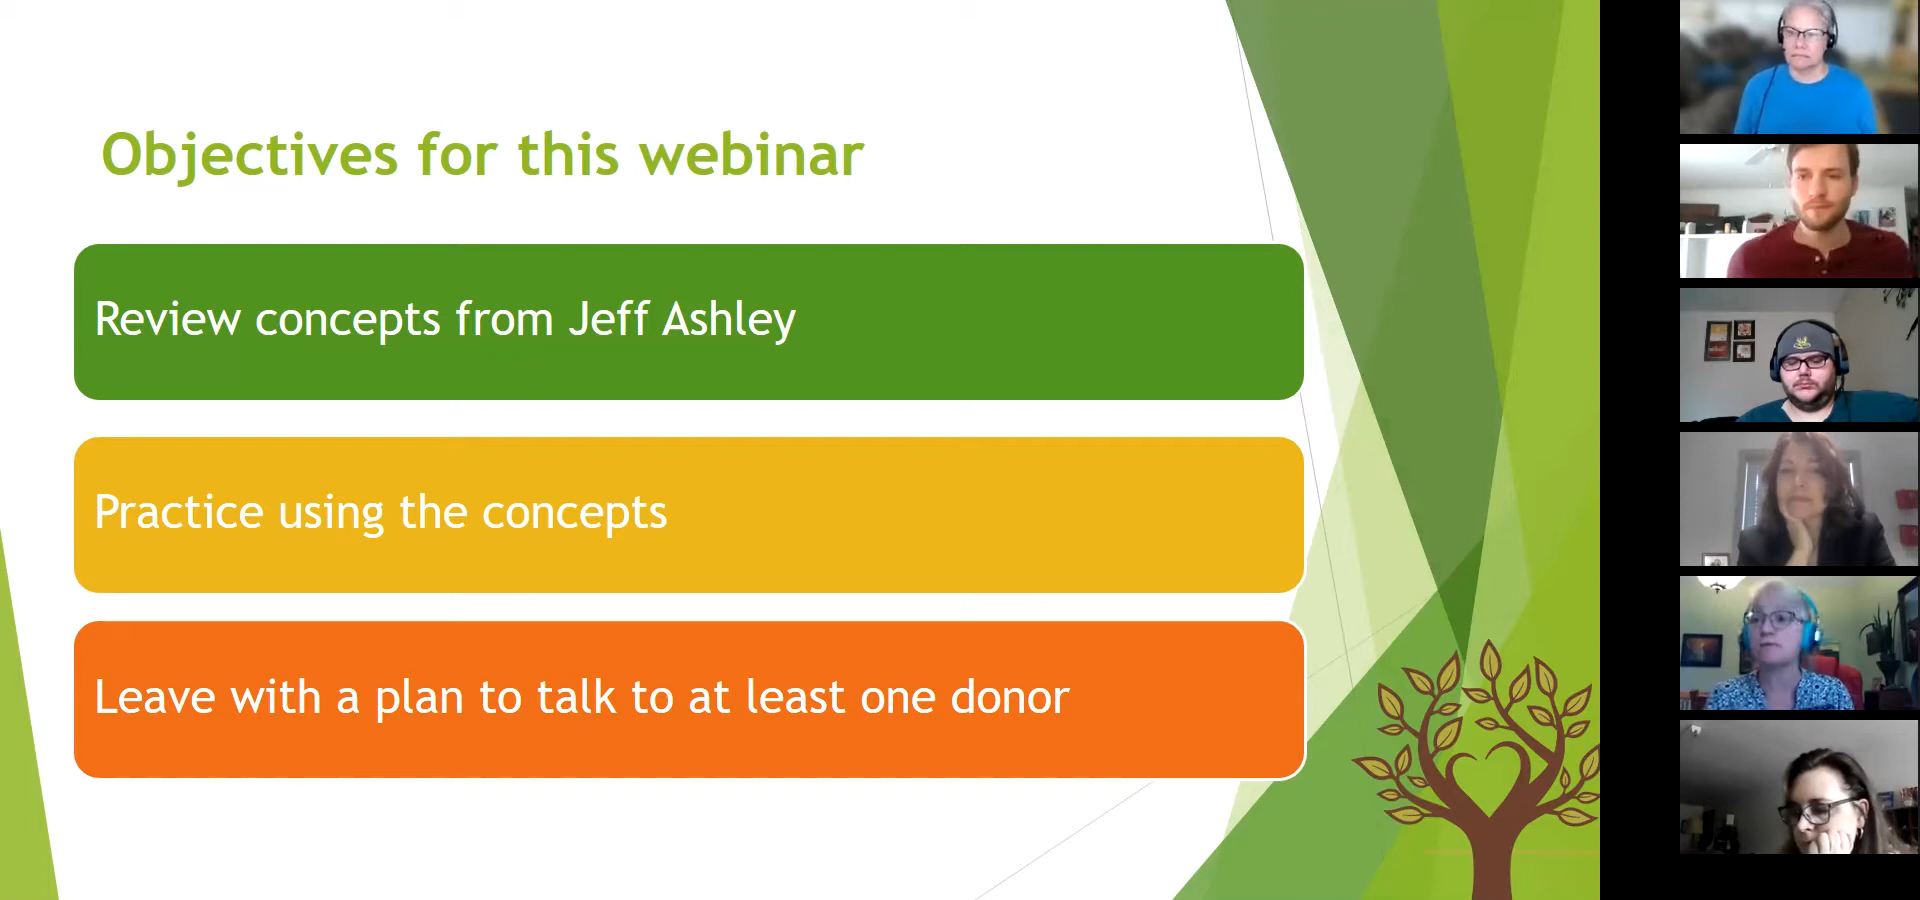 Objectives for this webinar
Review concepts from Jeff Ashley
Practice using the concepts
Leave with a plan to talk to at least one donor